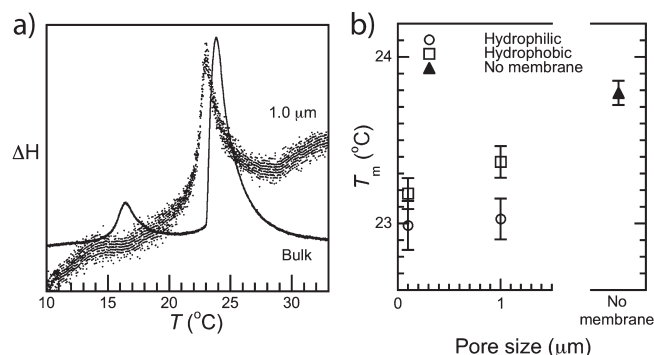 a)
ΔH
1.0 μm
Bulk
10 15 20 25 30
T (°C)
b)
Hydrophilic
Hydrophobic
No membrane
24
23
Tm (°C)
0 1 No
membrane
Pore size (μm)